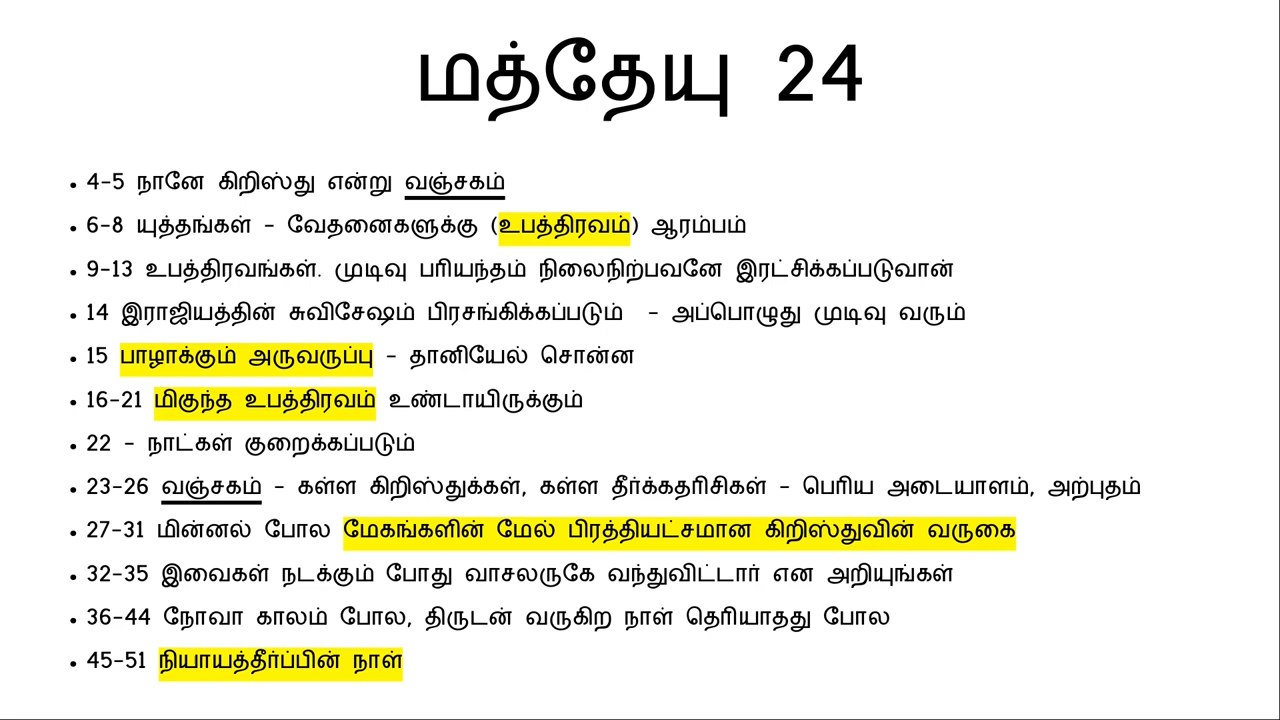 மத்தேயு 24
• 4-5 நானே கிறிஸ்து என்று வஞ்சகம்
• 6-8 யுத்தங்கள் - வேதனைகளுக்கு (உபத்திரவம்) ஆரம்பம்
• 9-13 உபத்திரவங்கள். முடிவு பரியந்தம் நிலைநிற்பவனே இரட்சிக்கப்படுவான்
• 14 இராஜியத்தின் சுவிசேஷம் பிரசங்கிக்கப்படும் - அப்பொழுது முடிவு வரும்
• 15 பாழாக்கும் அருவருப்பு - தானியேல் சொன்ன
• 16-21 மிகுந்த உபத்திரவம் உண்டாயிருக்கும்
• 22 - நாட்கள் குறைக்கப்படும்
• 23-26 வஞ்சகம் - கள்ள கிறிஸ்துக்கள், கள்ள தீர்க்கதரிசிகள் - பெரிய அடையாளம், அற்புதம்
• 27-31 மின்னல் போல மேகங்களின் மேல் பிரத்தியட்சமான கிறிஸ்துவின் வருகை
• 32-35 இவைகள் நடக்கும் போது வாசலருகே வந்துவிட்டார் என அறியுங்கள்
• 36-44 நோவா காலம் போல, திருடன் வருகிற நாள் தெரியாதது போல
• 45-51 நியாயத்தீர்ப்பின் நாள்